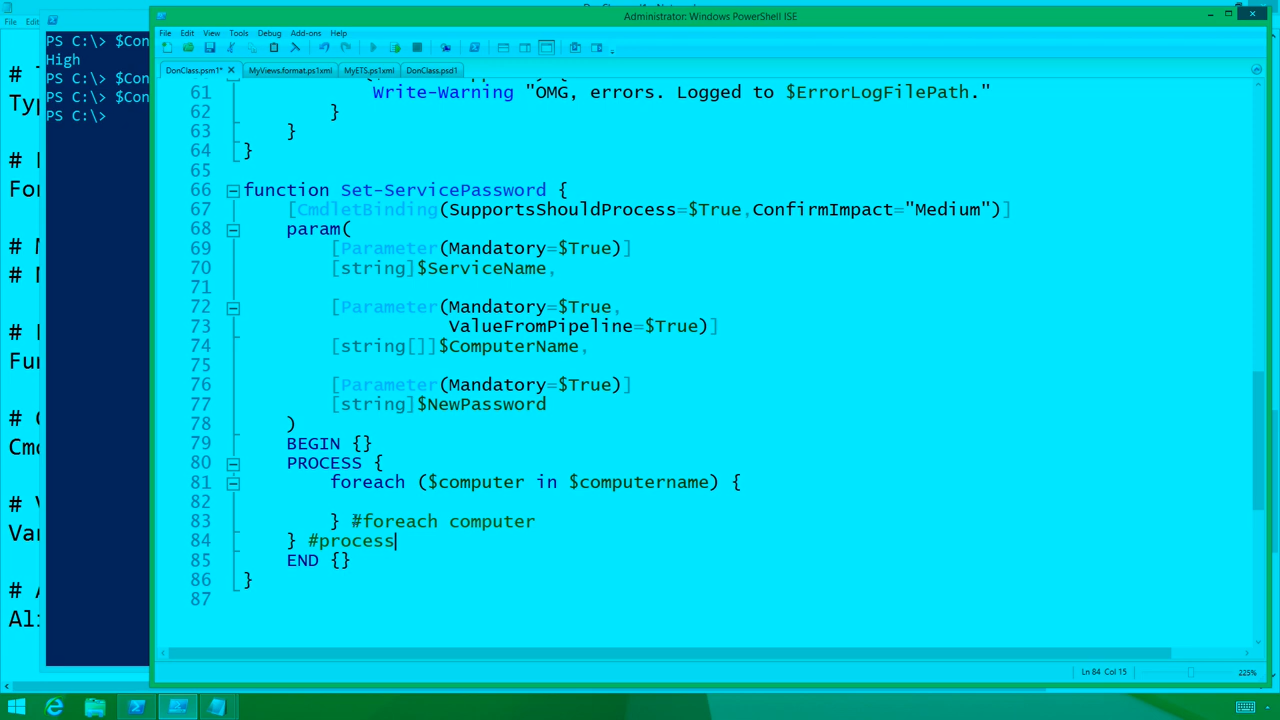 Administrator: Windows PowerShell ISE
File Edit
File Edit View Tools Debug Add-ons Help
DonClass.psm1* MyViews.format.ps1xml MyETS.ps1xml DonClass.psd1
PS C:\> $Con
High
PS C:\> $Con
PS C:\> $Con
PS C:\>
61 Write-Warning "OMG, errors. Logged to $ErrorLogFilePath."
62 }
63 }
64 }
65
66 function Set-ServicePassword {
67 [CmdletBinding(SupportsShouldProcess=$True,ConfirmImpact="Medium")]
68 param(
69 [Parameter(Mandatory=$True)]
70 [string]$ServiceName,
71
72 [Parameter(Mandatory=$True,
73 ValueFromPipeline=$True)]
74 [string[]]$ComputerName,
75
76 [Parameter(Mandatory=$True)]
77 [string]$NewPassword
78 )
79 BEGIN {}
80 PROCESS {
81 foreach ($computer in $computername) {
82
83 } #foreach computer
84 } #process
85 END {}
86 }
87
Ln 84 Col 15 225%